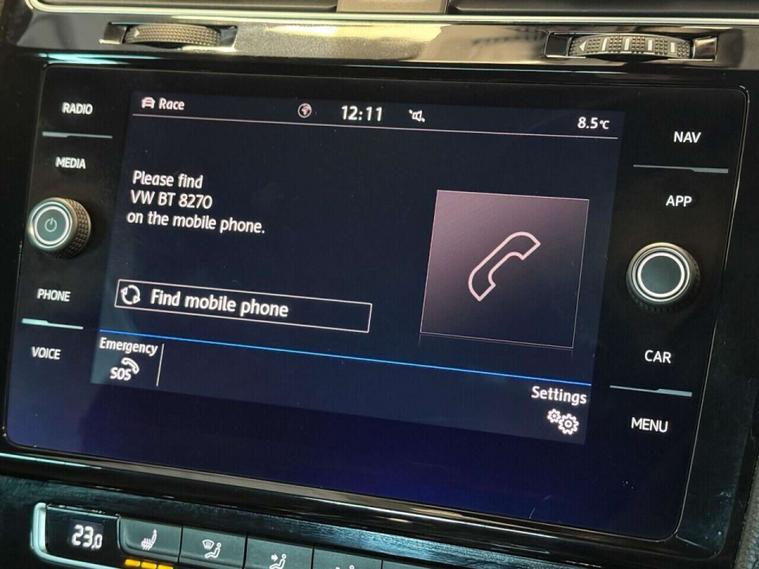 RADIO
MEDIA
PHONE
VOICE
Race
12:11
8.5°C
Please find
VW BT 8270
on the mobile phone.
Find mobile phone
Emergency
SOS
Settings
NAV
APP
CAR
MENU
23.0